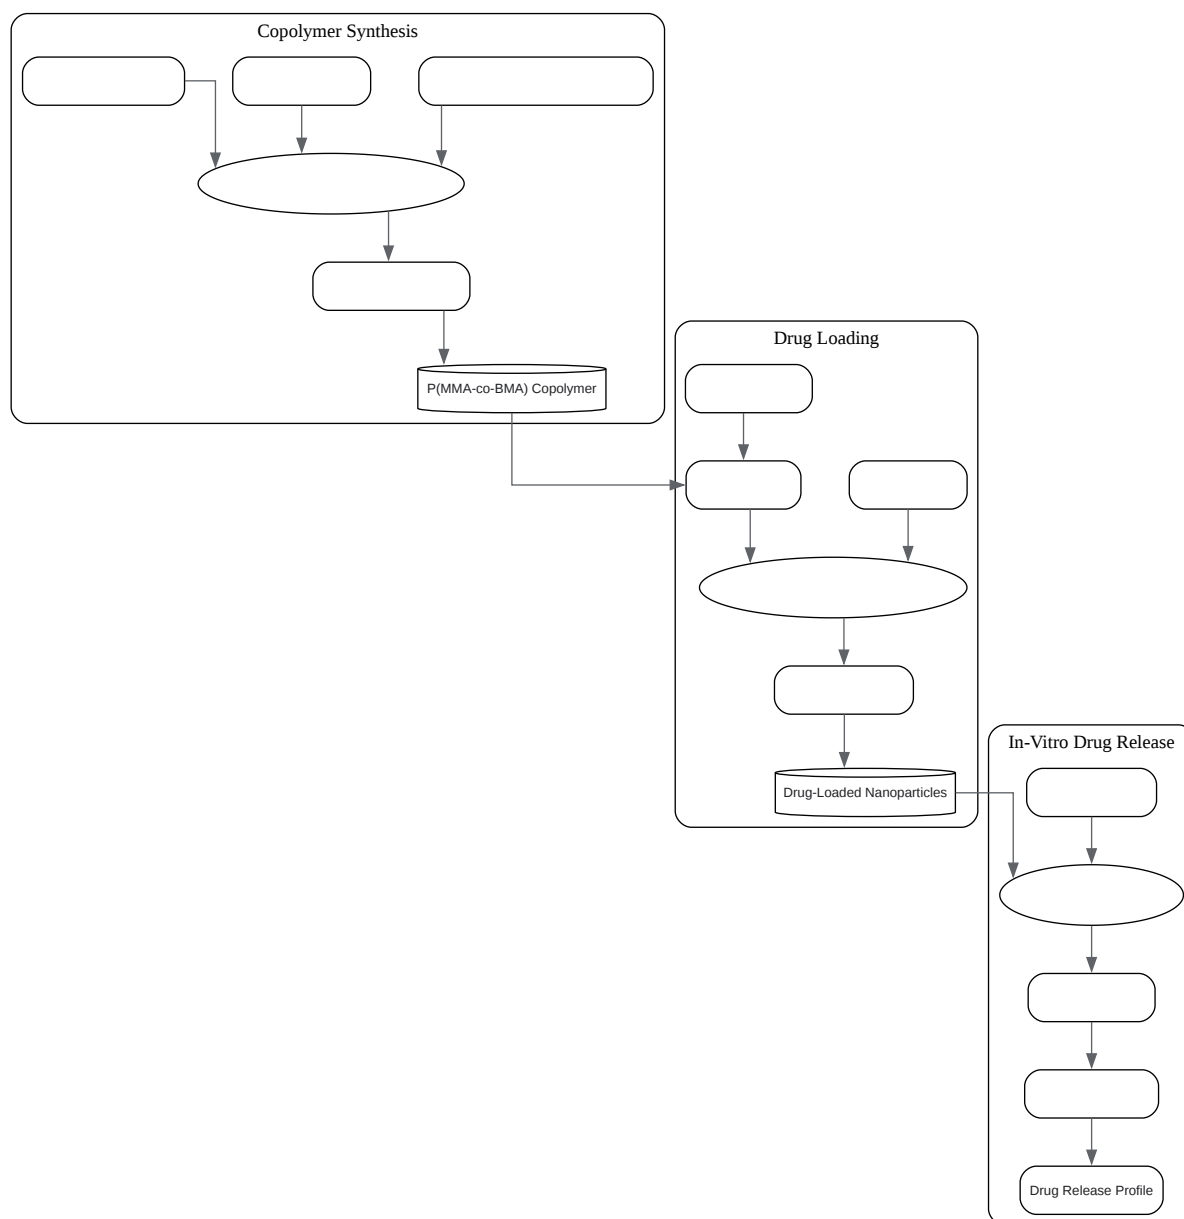 Copolymer Synthesis
P(MMA-co-BMA) Copolymer
Drug Loading
Drug-Loaded Nanoparticles
In-Vitro Drug Release
Drug Release Profile